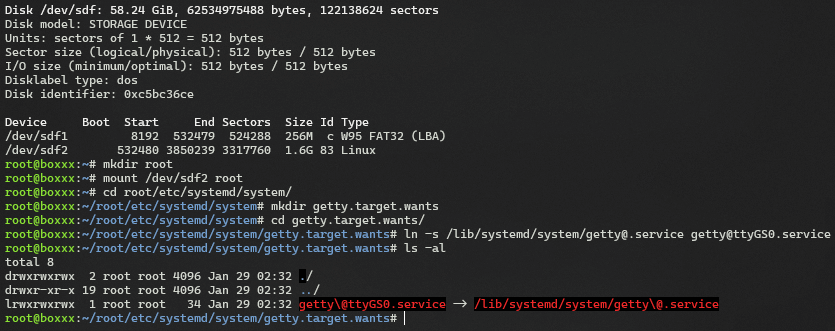 Disk /dev/sdf: 58.24 GiB, 62534975488 bytes, 122138624 sectors
Disk model: STORAGE DEVICE
Units: sectors of 1 * 512 = 512 bytes
Sector size (logical/physical): 512 bytes / 512 bytes
I/O size (minimum/optimal): 512 bytes / 512 bytes
Disklabel type: dos
Disk identifier: 0xc5bc36ce

Device     Boot  Start     End Sectors  Size Id Type
/dev/sdf1         8192  532479  524288  256M  c W95 FAT32 (LBA)
/dev/sdf2       532480 3850239 3317760  1.6G 83 Linux
root@boxxx:~# mkdir root
root@boxxx:~# mount /dev/sdf2 root
root@boxxx:~# cd root/etc/systemd/system/
root@boxxx:~/root/etc/systemd/system# mkdir getty.target.wants
root@boxxx:~/root/etc/systemd/system# cd getty.target.wants/
root@boxxx:~/root/etc/systemd/system/getty.target.wants# ln -s /lib/systemd/system/getty@.service getty@ttyGS0.service
root@boxxx:~/root/etc/systemd/system/getty.target.wants# ls -al
total 8
drwxrwxrwx  2 root root 4096 Jan 29 02:32 ./
drwxr-xr-x 19 root root 4096 Jan 29 02:32 ../
lrwxrwxrwx  1 root root   34 Jan 29 02:32 getty\@ttyGS0.service -> /lib/systemd/system/getty\@.service
root@boxxx:~/root/etc/systemd/system/getty.target.wants#